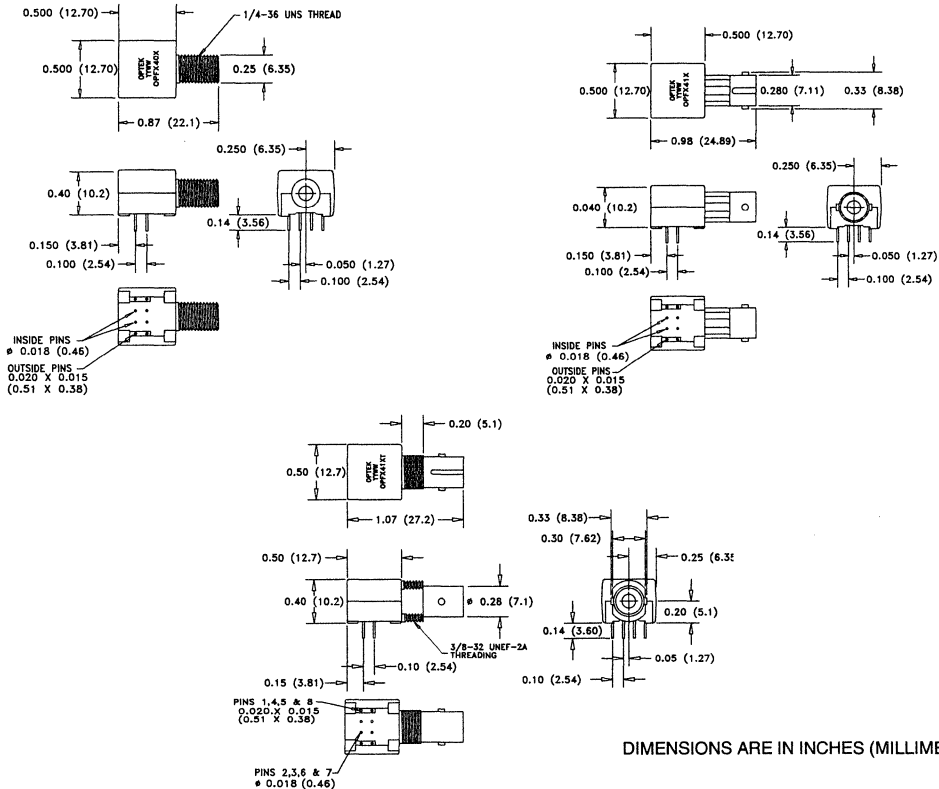 0.500 (12.70)
1/4-36 UNS THREAD
0.500 (12.70)
OPTEK
TTWW
OPFX40X
0.25 (6.35)
0.87 (22.1)
0.250 (6.35)
0.40 (10.2)
0.14 (3.56)
0.150 (3.81)
0.100 (2.54)
0.050 (1.27)
0.100 (2.54)
INSIDE PINS
ø 0.018 (0.46)
OUTSIDE PINS
0.020 X 0.015
(0.51 X 0.38)
0.500 (12.70)
0.500 (12.70)
OPTEK
TTWW
OPFX41X
0.280 (7.11)
0.33 (8.38)
0.98 (24.89)
0.250 (6.35)
0.040 (10.2)
0.14 (3.56)
0.150 (3.81)
0.100 (2.54)
0.050 (1.27)
0.100 (2.54)
INSIDE PINS
ø 0.018 (0.46)
OUTSIDE PINS
0.020 X 0.015
(0.51 X 0.38)
0.20 (5.1)
0.50 (12.7)
OPTEK
TTWW
OPFX41XT
1.07 (27.2)
0.50 (12.7)
0.40 (10.2)
ø 0.28 (7.1)
3/8-32 UNEF-2A
THREADING
0.10 (2.54)
0.15 (3.81)
0.33 (8.38)
0.30 (7.62)
0.25 (6.35
0.20 (5.1)
0.14 (3.60)
0.05 (1.27)
0.10 (2.54)
PINS 1,4,5 & 8
0.020 X 0.015
(0.51 X 0.38)
PINS 2,3,6 & 7
ø 0.018 (0.46)
DIMENSIONS ARE IN INCHES (MILLIME